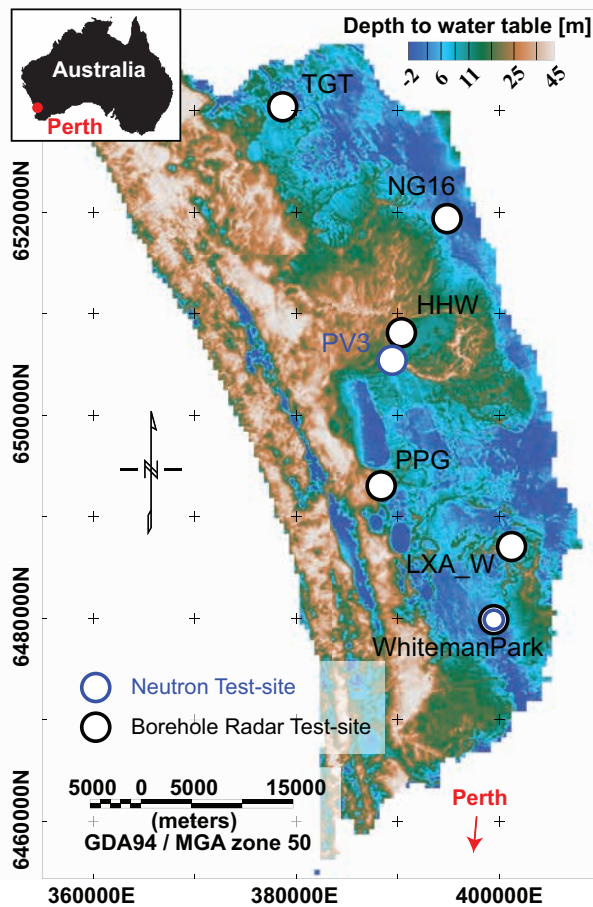 Depth to water table [m]
-2 6 11 25 45
Australia
Perth
TGT
NG16
HHW
PV3
PPG
LXA_W
WhitemanPark
Neutron Test-site
Borehole Radar Test-site
5000 0 5000 15000
(meters)
GDA94 / MGA zone 50
Perth
N
6520000N
6500000N
6480000N
6460000N
360000E 380000E 400000E